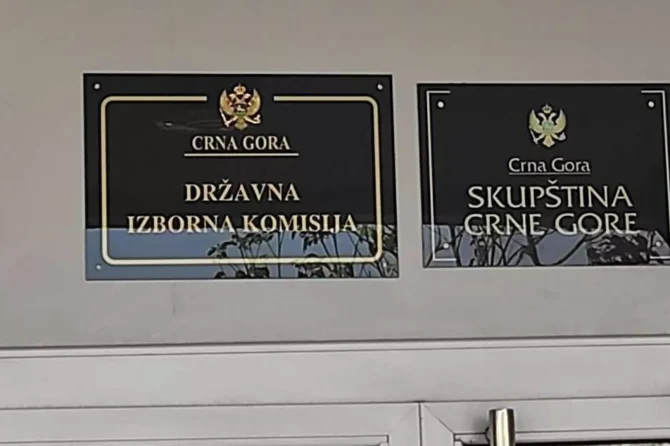 CRNA GORA
DRŽAVNA
IZBORNA KOMISIJA
Crna Gora
SKUPŠTINA
CRNE GORE